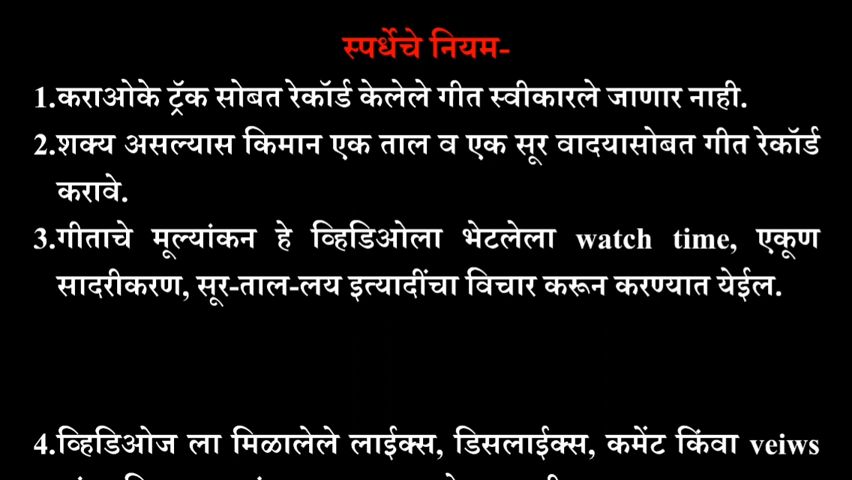 स्पर्धेचे नियम-
1.कराओके ट्रॅक सोबत रेकॉर्ड केलेले गीत स्वीकारले जाणार नाही.
2.शक्य असल्यास किमान एक ताल व एक सूर वादयासोबत गीत रेकॉर्ड
करावे.
3.गीताचे मूल्यांकन हे व्हिडिओला भेटलेला watch time, एकूण
सादरीकरण, सूर-ताल-लय इत्यादींचा विचार करून करण्यात येईल.
4.व्हिडिओज ला मिळालेले लाईक्स, डिसलाईक्स, कमेंट किंवा veiws